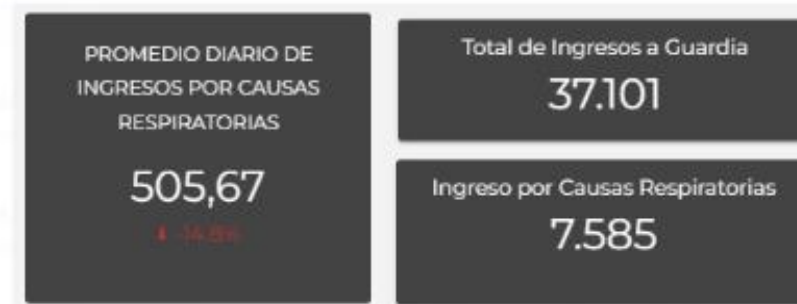 PROMEDIO DIARIO DE
INGRESOS POR CAUSAS
RESPIRATORIAS
505,67
Total de Ingresos a Guardia
37.101
Ingreso por Causas Respiratorias
7.585